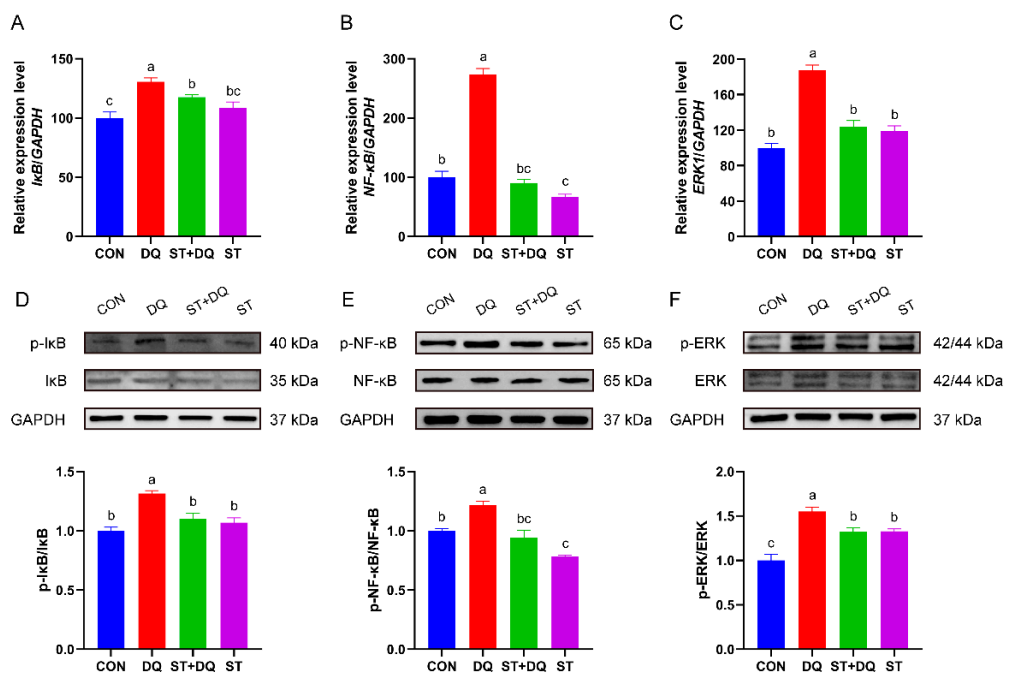 A
Relative expression level
IκB/GAPDH
150
100
50
0
c
a
b
bc
CON DQ ST+DQ ST
B
Relative expression level
NF-κB/GAPDH
300
200
100
0
b
a
bc
c
CON DQ ST+DQ ST
C
Relative expression level
ERK1/GAPDH
200
160
120
80
40
0
b
a
b
b
CON DQ ST+DQ ST
D
CON DQ ST+DQ ST
p-IκB 40 kDa
IκB 35 kDa
GAPDH 37 kDa
p-IκB/IκB
1.5
1.0
0.5
0.0
b
a
b
b
CON DQ ST+DQ ST
E
CON DQ ST+DQ ST
p-NF-κB 65 kDa
NF-κB 65 kDa
GAPDH 37 kDa
p-NF-κB/NF-κB
1.5
1.0
0.5
0.0
b
a
bc
c
CON DQ ST+DQ ST
F
CON DQ ST+DQ ST
p-ERK 42/44 kDa
ERK 42/44 kDa
GAPDH 37 kDa
p-ERK/ERK
2.0
1.5
1.0
0.5
0.0
c
a
b
b
CON DQ ST+DQ ST